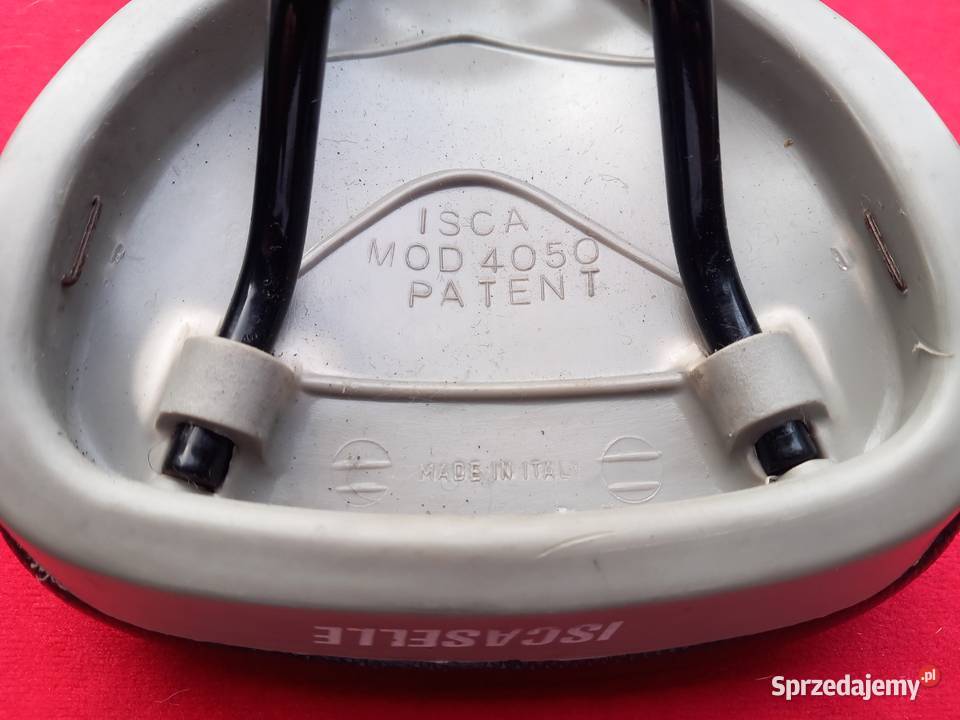 ISCA
MOD 4050
PATENT
MADE IN ITALY
ISCASELLE
Sprzedajemy.pl